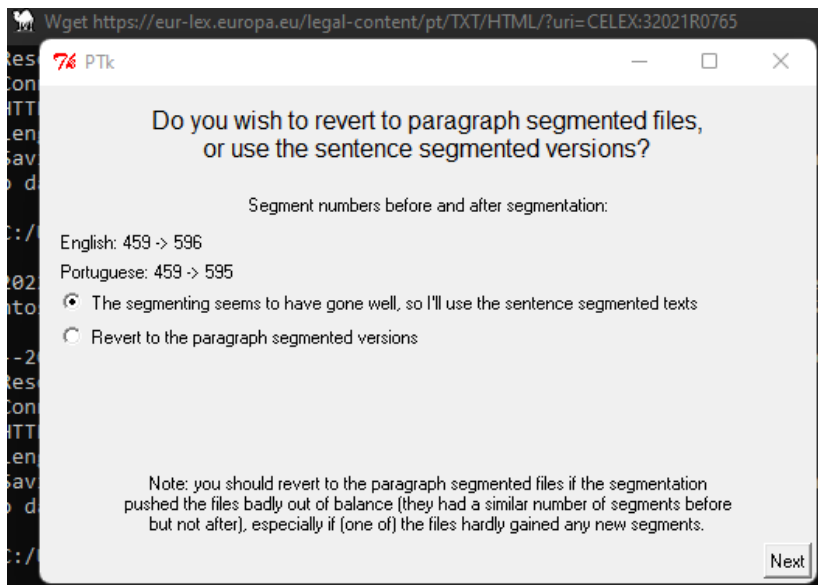 Wget https://eur-lex.europa.eu/legal-content/pt/TXT/HTML/?uri=CELEX:32021R0765
PTk
Do you wish to revert to paragraph segmented files,
or use the sentence segmented versions?
Segment numbers before and after segmentation:
English: 459 -> 596
Portuguese: 459 -> 595
The segmenting seems to have gone well, so I'll use the sentence segmented texts
Revert to the paragraph segmented versions
Note: you should revert to the paragraph segmented files if the segmentation
pushed the files badly out of balance (they had a similar number of segments before
but not after), especially if (one of) the files hardly gained any new segments.
Next